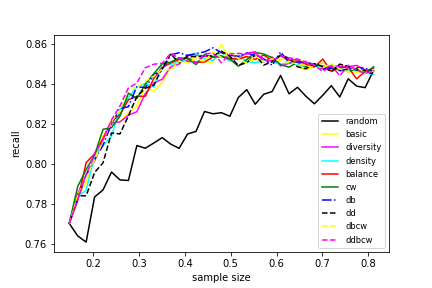 0.86
0.84
0.82
0.80
0.78
0.76
recall
0.2
0.3
0.4
0.5
0.6
0.7
0.8
sample size
random
basic
diversity
density
balance
cw
db
dd
dbcw
ddbcw